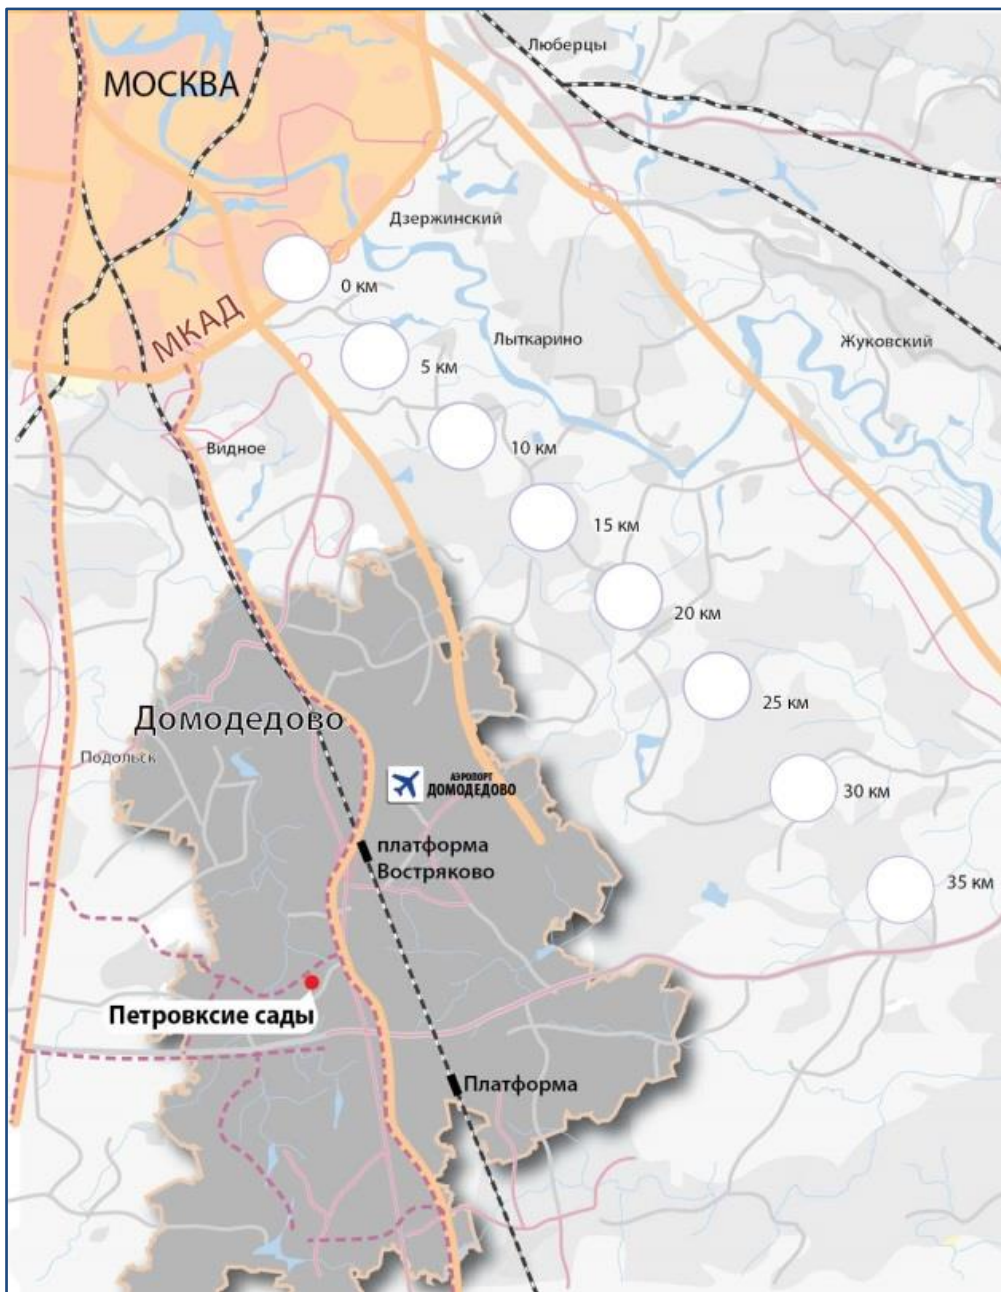 Люберцы
МОСКВА
Дзержинский
0 км
МКАД
Лыткарино
Жуковский
5 км
Видное
10 км
15 км
20 км
25 км
Домодедово
Подольск
АЭРОПОРТ
ДОМОДЕДОВО
30 км
платформа
Востряково
35 км
Петровксие сады
Платформа